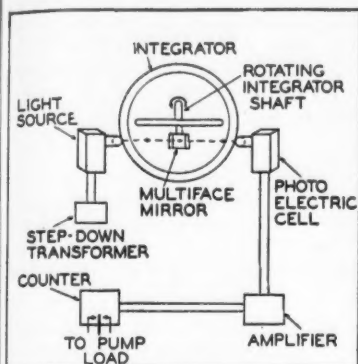 INTEGRATOR
ROTATING
INTEGRATOR
SHAFT
LIGHT
SOURCE
MULTIFACE
MIRROR
PHOTO
ELECTRIC
CELL
STEP-DOWN
TRANSFORMER
COUNTER
TO PUMP
LOAD
AMPLIFIER